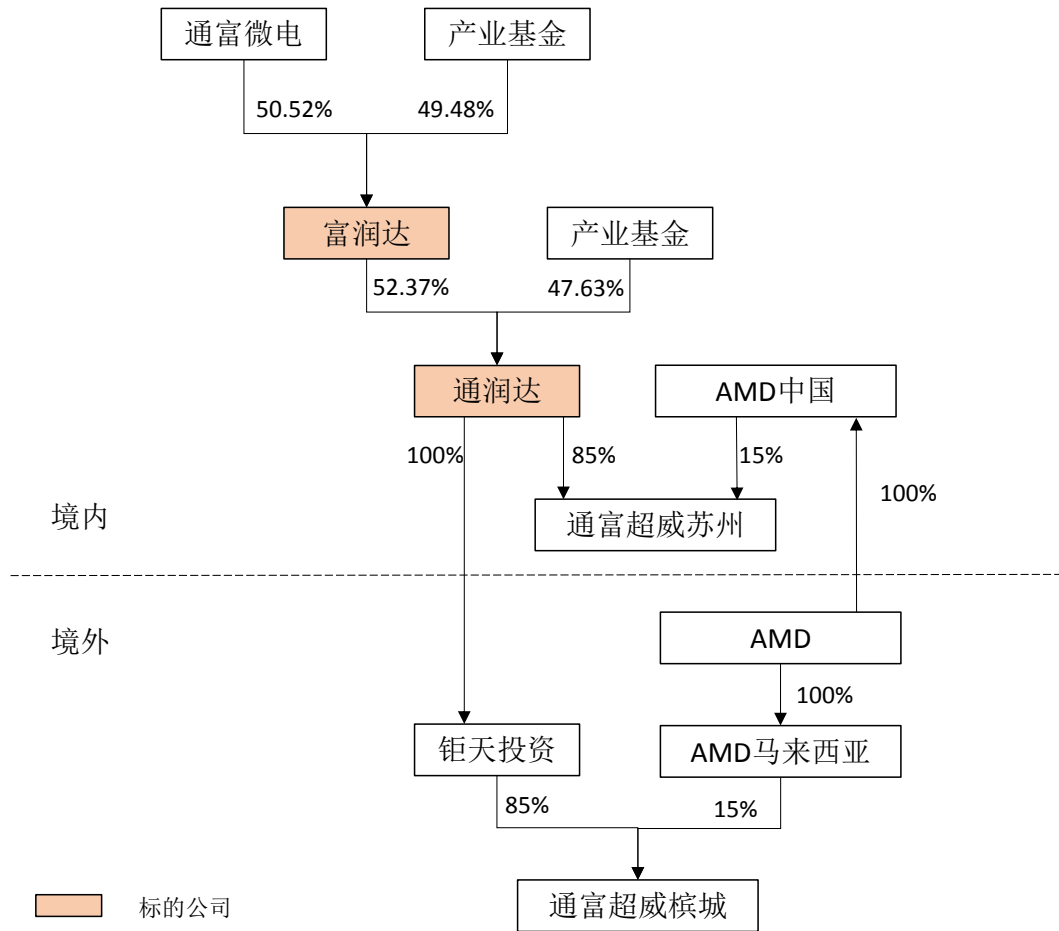 通富微电
产业基金
50.52%
49.48%
富润达
产业基金
52.37%
47.63%
通润达
AMD中国
100%
85%
15%
100%
通富超威苏州
境内
境外
AMD
100%
钜天投资
AMD马来西亚
85%
15%
通富超威槟城
标的公司